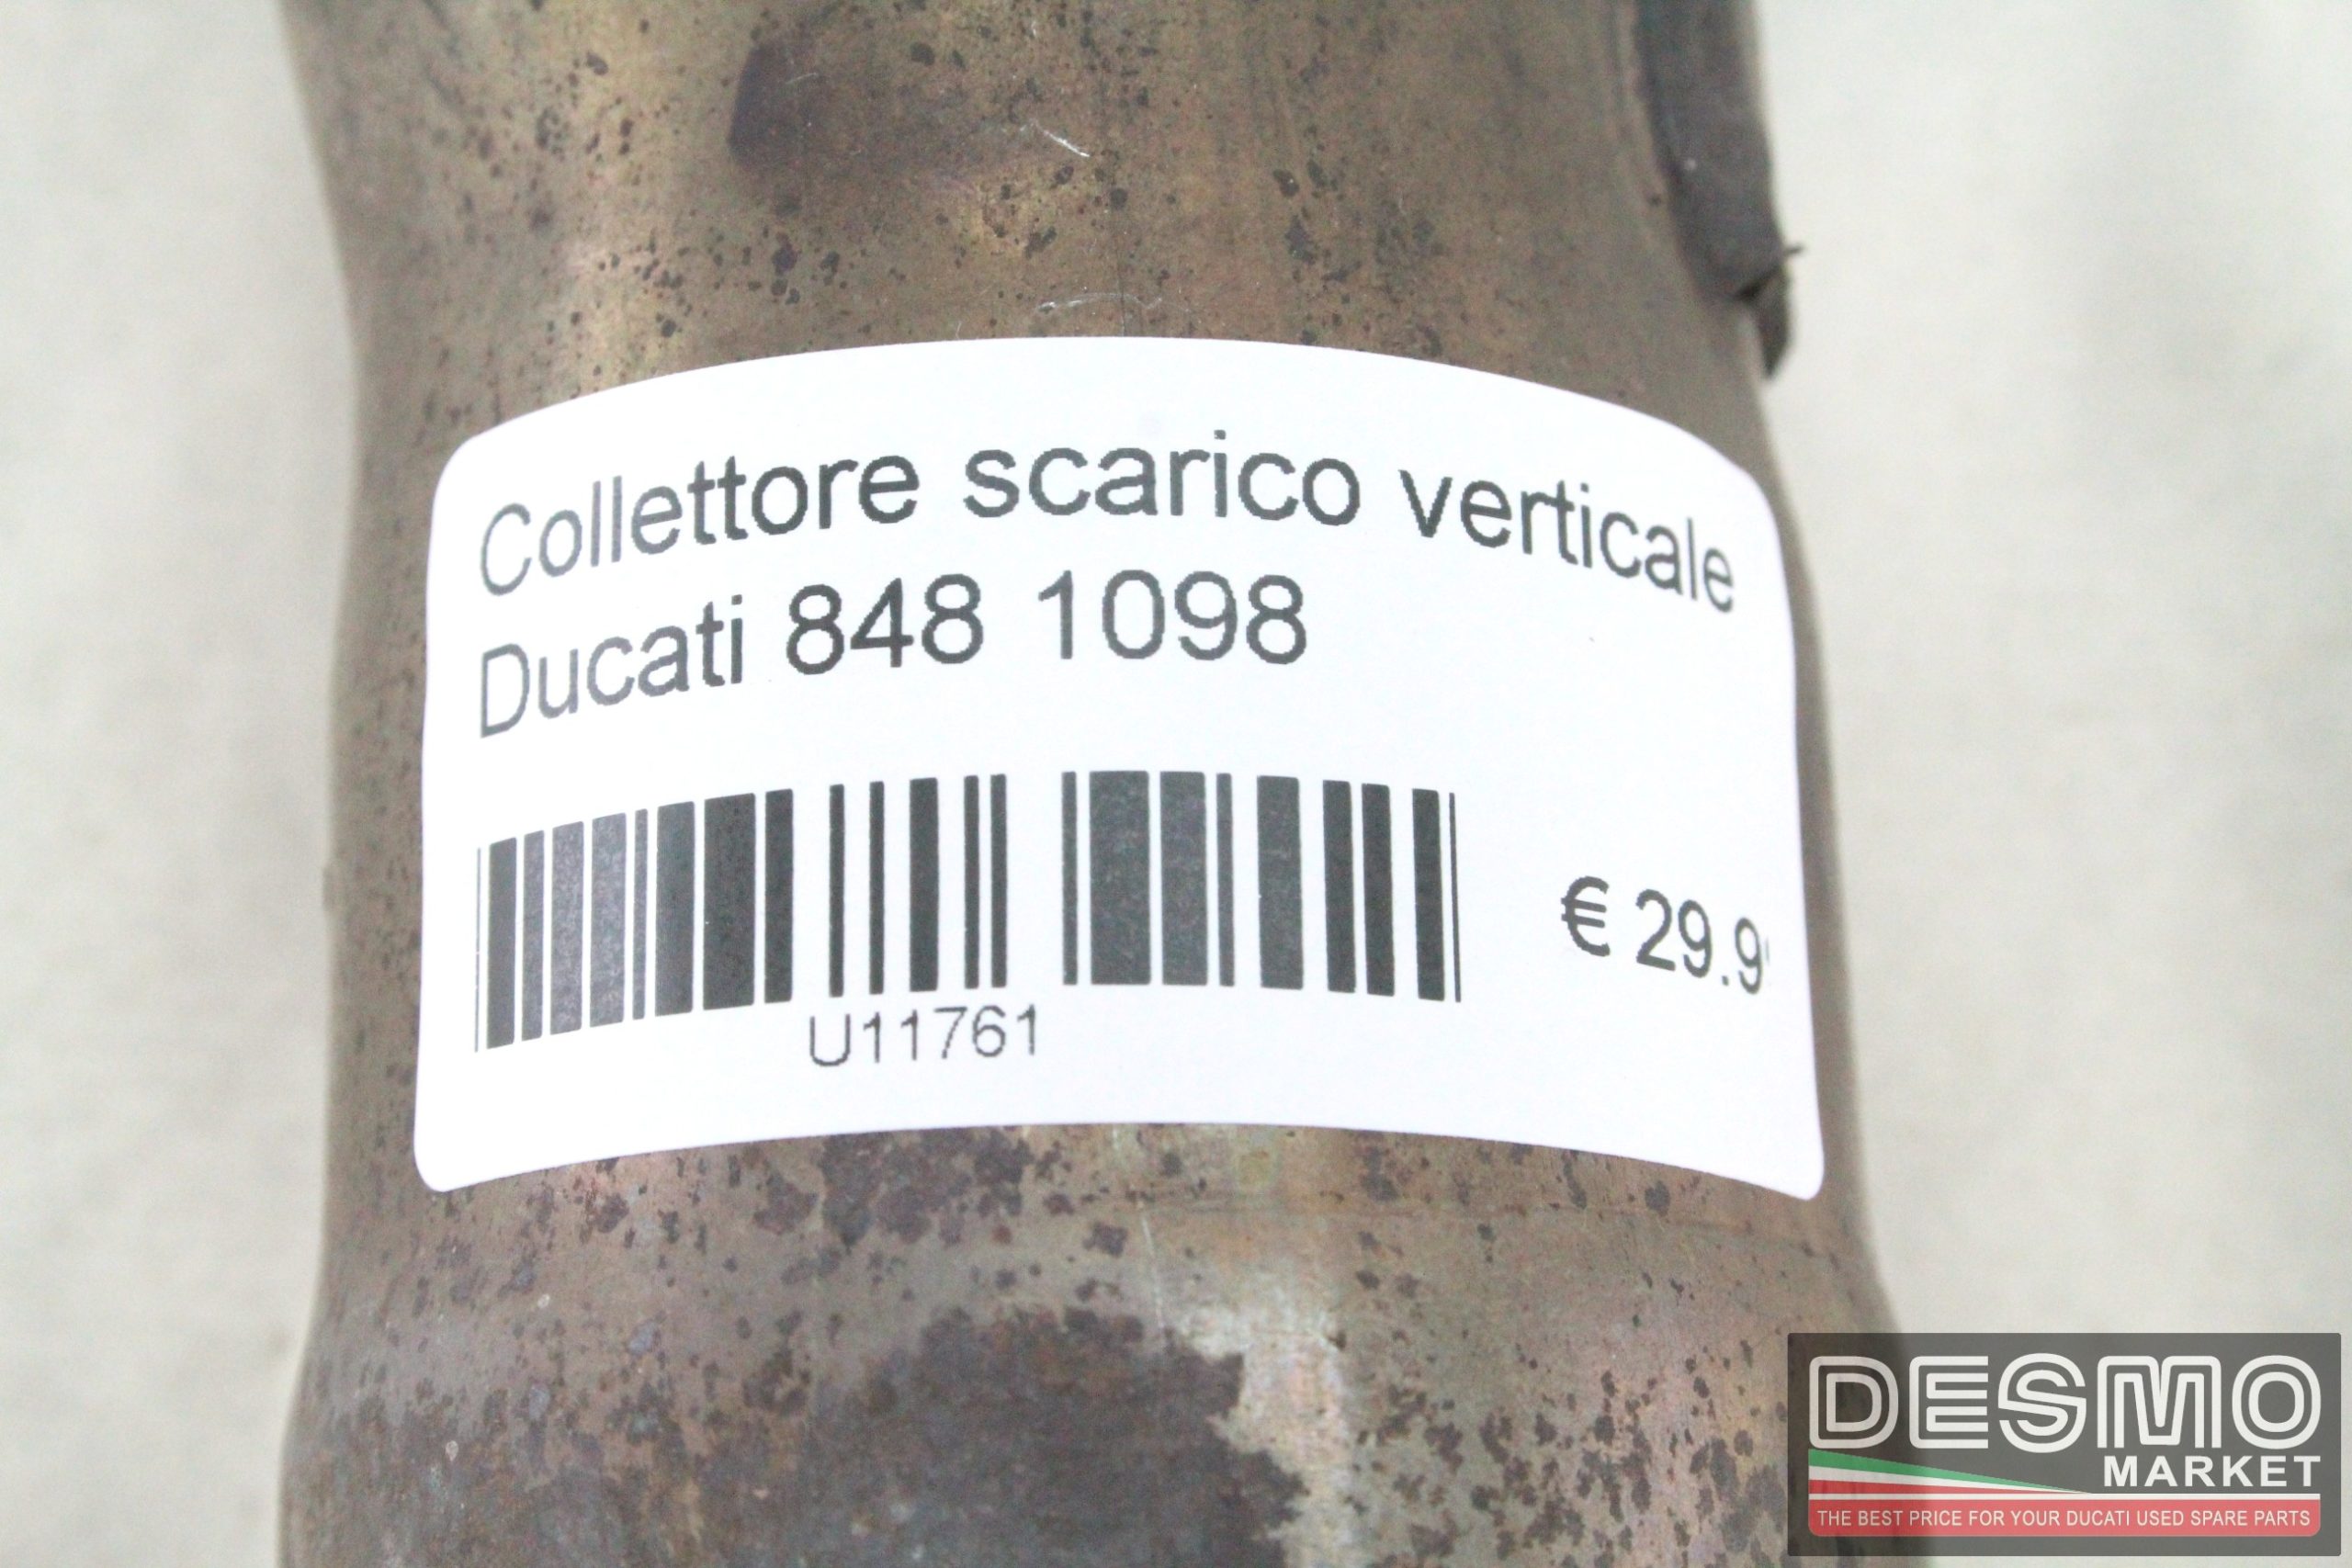 Collettore scarico verticale
Ducati 848 1098
€ 29.9
U11761
DESMO
MARKET
THE BEST PRICE FOR YOUR DUCATI USED SPARE PARTS